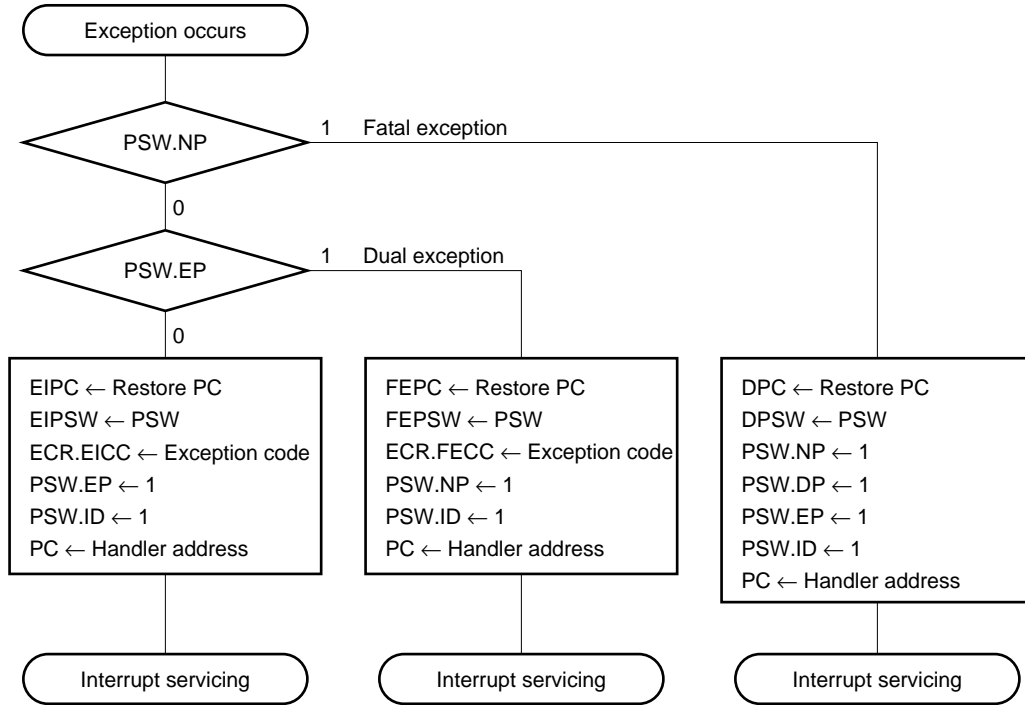 Exception occurs
PSW.NP
1 Fatal exception
0
PSW.EP
1 Dual exception
0
EIPC ← Restore PC
EIPSW ← PSW
ECR.EICC ← Exception code
PSW.EP ← 1
PSW.ID ← 1
PC ← Handler address
FEPC ← Restore PC
FEPSW ← PSW
ECR.FECC ← Exception code
PSW.NP ← 1
PSW.ID ← 1
PC ← Handler address
DPC ← Restore PC
DPSW ← PSW
PSW.NP ← 1
PSW.DP ← 1
PSW.EP ← 1
PSW.ID ← 1
PC ← Handler address
Interrupt servicing
Interrupt servicing
Interrupt servicing